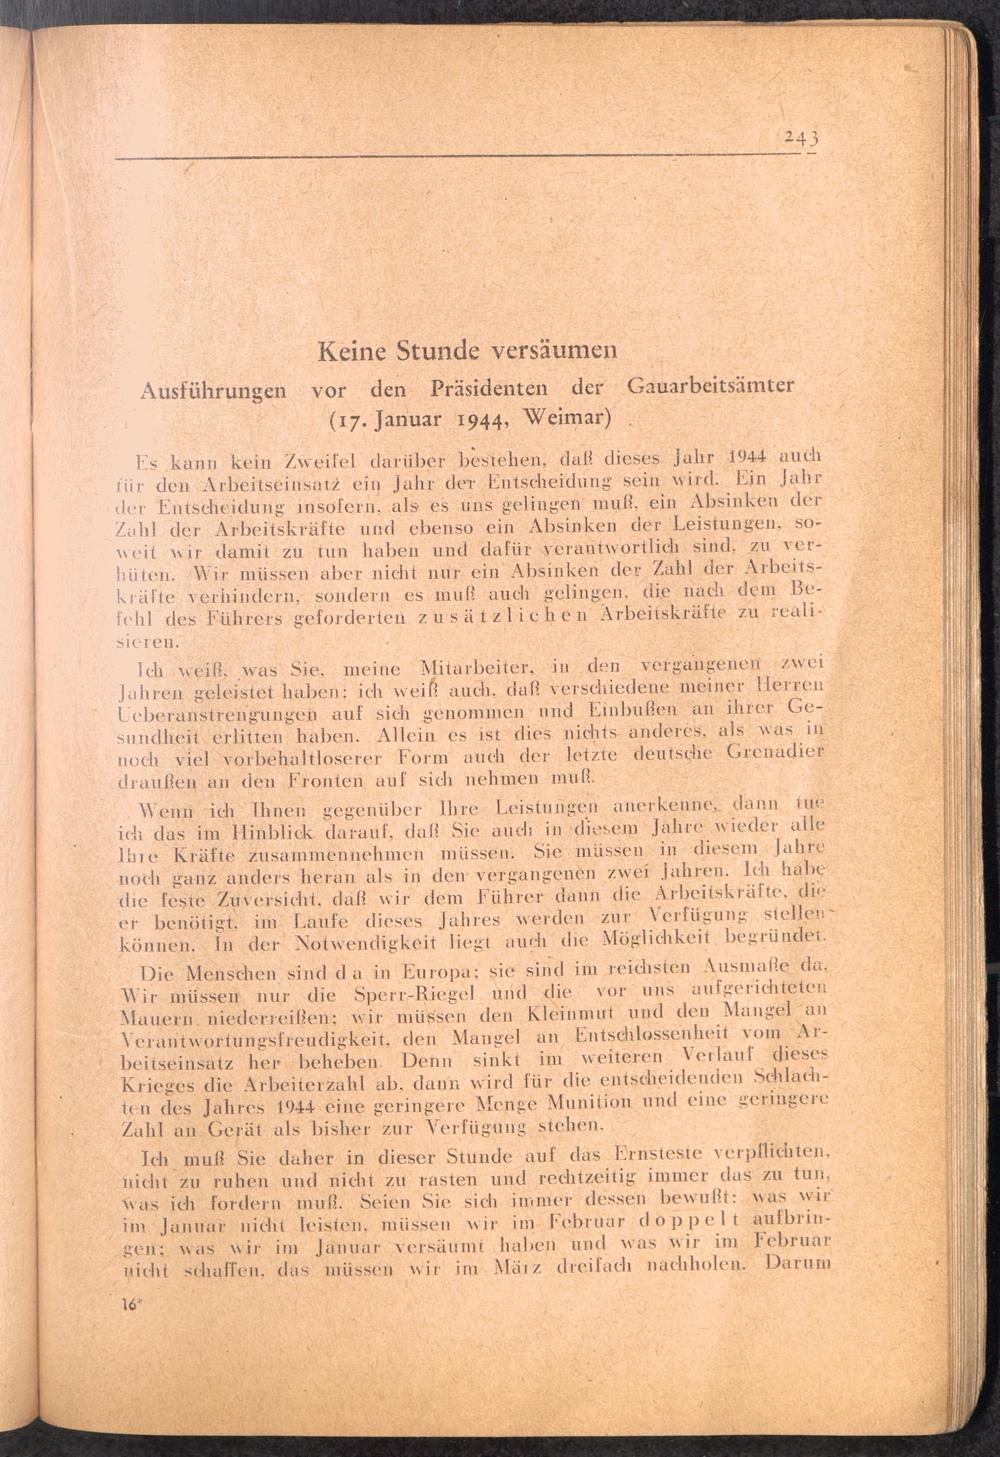 243
Keine Stunde versäumen
Ausführungen vor den Präsidenten der Gauarbeitsämter
(17. Januar 1944, Weimar)
Es kann kein Zweifel darüber bestehen, daß dieses Jahr 1944 auch
für den Arbeitseinsatz ein Jahr der Entscheidung sein wird. Ein Jahr
der Entscheidung insofern, als es uns gelingen muß, ein Absinken der
Zahl der Arbeitskräfte und ebenso ein Absinken der Leistungen, so-
weit wir damit zu tun haben und dafür verantwortlich sind, zu ver-
hüten. Wir müssen aber nicht nur ein Absinken der Zahl der Arbeits-
kräfte verhindern, sondern es muß auch gelingen, die nach dem Be-
fehl des Führers geforderten zusätzlichen Arbeitskräfte zu reali-
sieren.
Ich weiß, was Sie, meine Mitarbeiter, in den vergangenen zwei
Jahren geleistet haben; ich weiß auch, daß verschiedene meiner Herren
Ueberanstrengungen auf sich genommen und Einbußen an ihrer Ge-
sundheit erlitten haben. Allein es ist dies nichts anderes, als was in
noch viel vorbehaltloserer Form auch der letzte deutsche Grenadier
draußen an den Fronten auf sich nehmen muß.
Wenn ich Ihnen gegenüber Ihre Leistungen anerkenne, dann tue
ich das im Hinblick darauf, daß Sie auch in diesem Jahre wieder alle
Ihre Kräfte zusammennehmen müssen. Sie müssen in diesem Jahre
noch ganz anders heran als in den vergangenen zwei Jahren. Ich habe
die feste Zuversicht, daß wir dem Führer dann die Arbeitskräfte, die
er benötigt, im Laufe dieses Jahres werden zur Verfügung stellen
können. In der Notwendigkeit liegt auch die Möglichkeit begründet.
Die Menschen sind da in Europa; sie sind im reichsten Ausmaße da.
Wir müssen nur die Sperr-Riegel und die vor uns aufgerichteten
Mauern niederreißen; wir müssen den Kleinmut und den Mangel an
Verantwortungsfreudigkeit, den Mangel an Entschlossenheit vom Ar-
beitseinsatz her beheben. Denn sinkt im weiteren Verlauf dieses
Krieges die Arbeiterzahl ab, dann wird für die entscheidenden Schlach-
ten des Jahres 1944 eine geringere Menge Munition und eine geringere
Zahl an Gerät als bisher zur Verfügung stehen.
Ich muß Sie daher in dieser Stunde auf das Ernsteste verpflichten,
nicht zu ruhen und nicht zu rasten und rechtzeitig immer das zu tun,
was ich fordern muß. Seien Sie sich immer dessen bewußt: was wir
im Januar nicht leisten, müssen wir im Februar doppelt aufbrin-
gen; was wir im Januar versäumt haben und was wir im Februar
nicht schaffen, das müssen wir im März dreifach nachholen. Darum
16*